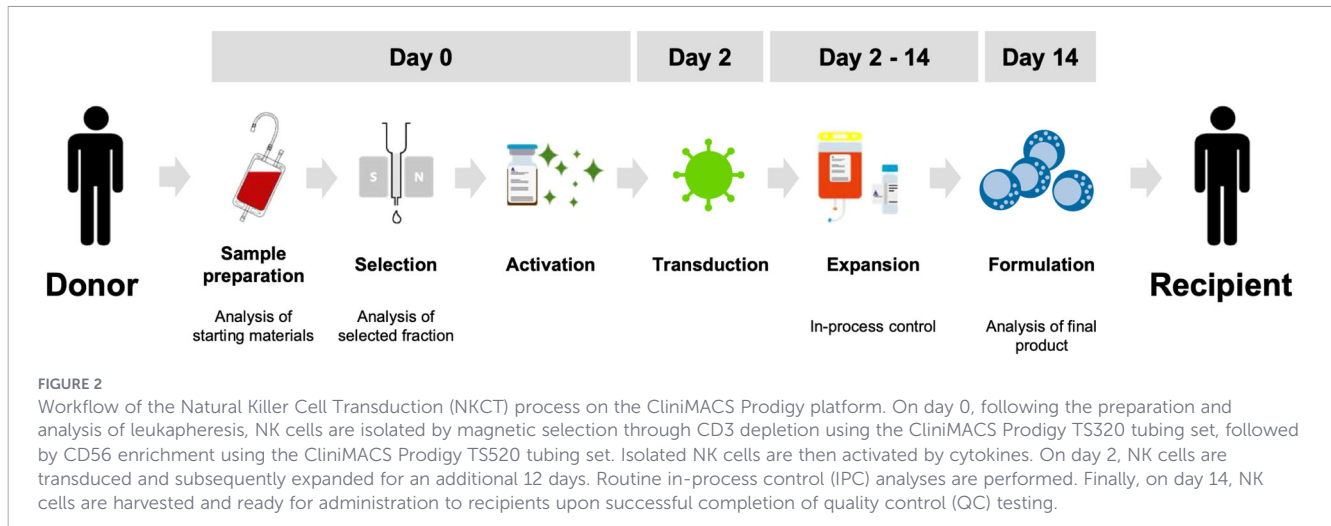 Day 0
Day 2
Day 2 - 14
Day 14
S
N
Donor
Sample
preparation
Selection
Activation
Transduction
Expansion
Formulation
Recipient
Analysis of
starting materials
Analysis of
selected fraction
In-process control
Analysis of final
product
FIGURE 2
Workflow of the Natural Killer Cell Transduction (NKCT) process on the CliniMACS Prodigy platform. On day 0, following the preparation and
analysis of leukapheresis, NK cells are isolated by magnetic selection through CD3 depletion using the CliniMACS Prodigy TS320 tubing set, followed
by CD56 enrichment using the CliniMACS Prodigy TS520 tubing set. Isolated NK cells are then activated by cytokines. On day 2, NK cells are
transduced and subsequently expanded for an additional 12 days. Routine in-process control (IPC) analyses are performed. Finally, on day 14, NK
cells are harvested and ready for administration to recipients upon successful completion of quality control (QC) testing.